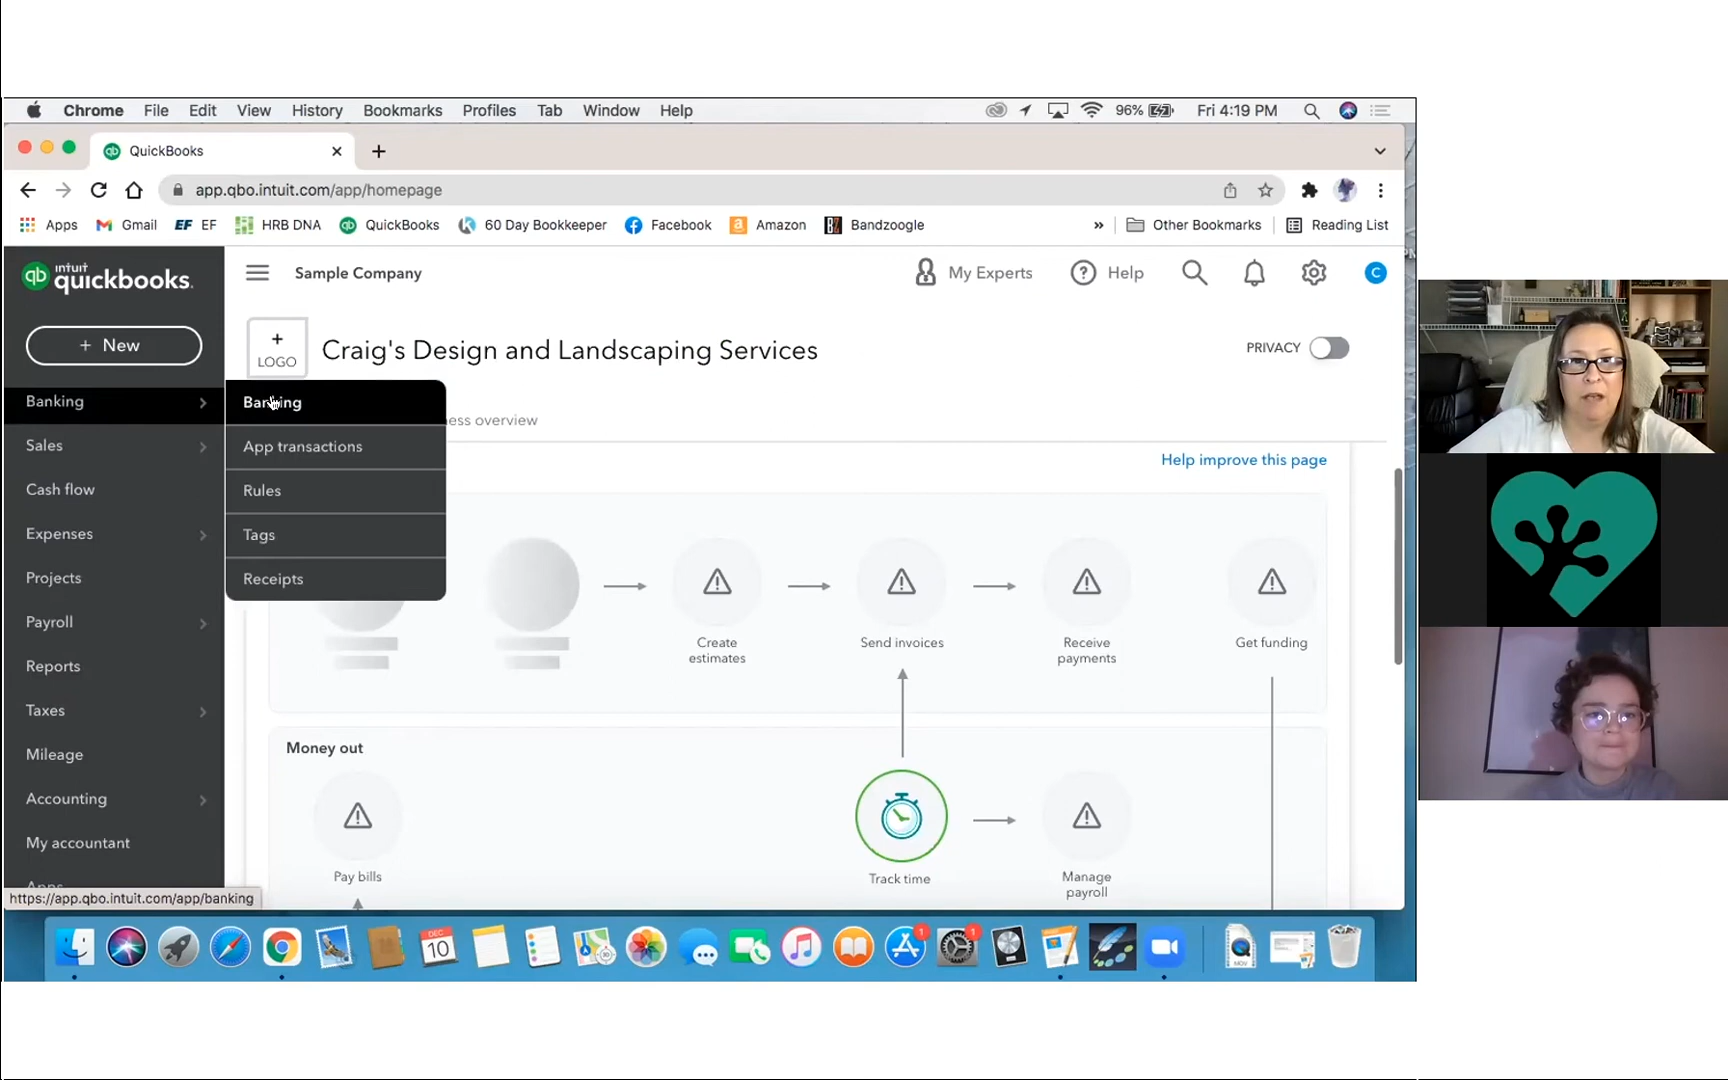 Chrome File Edit View History Bookmarks Profiles Tab Window Help 96% Fri 4:19 PM
QuickBooks
app.qbo.intuit.com/app/homepage
Apps Gmail EF EF HRB DNA QuickBooks 60 Day Bookkeeper Facebook Amazon Bandzoogle » Other Bookmarks Reading List
intuit
quickbooks.
Sample Company My Experts Help C
+ New
+
LOGO
Craig's Design and Landscaping Services
PRIVACY
Banking
Sales
Cash flow
Expenses
Projects
Payroll
Reports
Taxes
Mileage
Accounting
My accountant
Apps
Banking
App transactions
Rules
Tags
Receipts
ess overview
Help improve this page
Create
estimates
Send invoices
Receive
payments
Get funding
Money out
Pay bills
Track time
Manage
payroll
https://app.qbo.intuit.com/app/banking
DEC
10
1
1